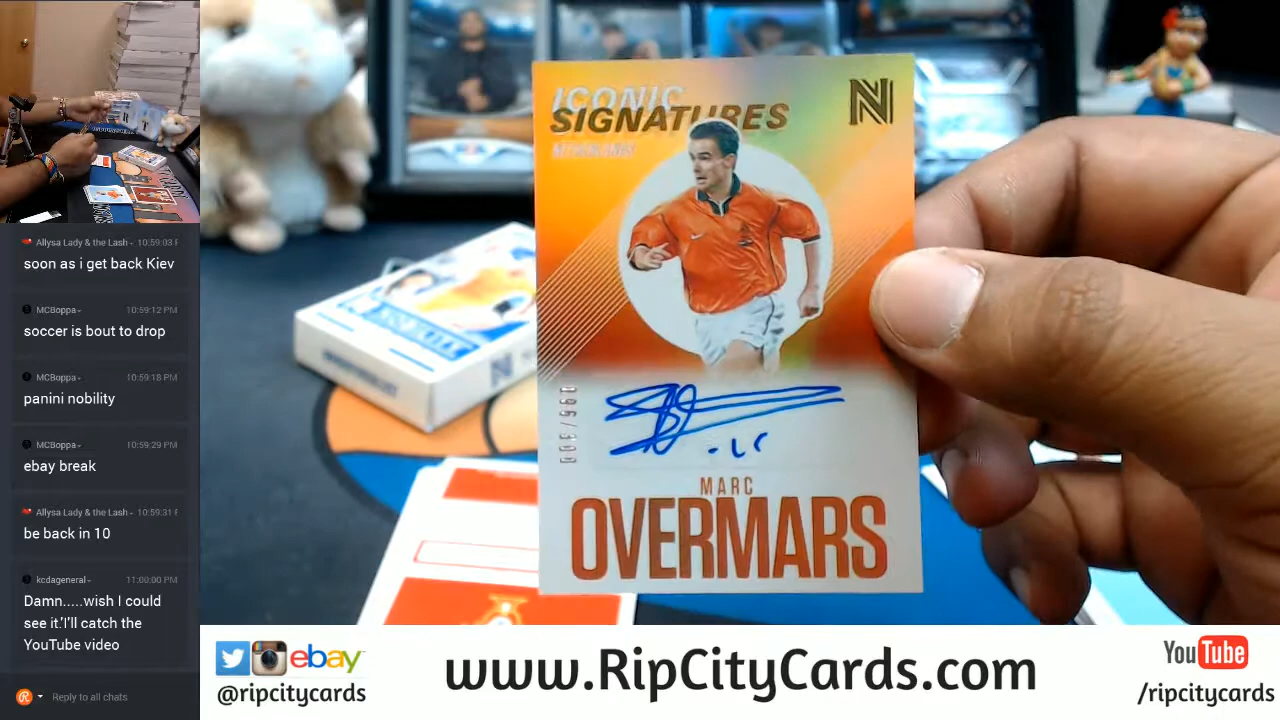 Allysa Lady & the Lash 10:59:03 P
soon as i get back Kiev
MCBoppa 10:59:12 PM
soccer is bout to drop
MCBoppa 10:59:18 PM
panini nobility
MCBoppa 10:59:29 PM
ebay break
Allysa Lady & the Lash 10:59:31 P
be back in 10
kcdageneral 11:00:00 PM
Damn.....wish I could
see it.I'll catch the
YouTube video
Reply to all chats
ICONIC
SIGNATURES
NETHERLANDS
N
MARC
OVERMARS
ebay
@ripcitycards
www.RipCityCards.com
YouTube
/ripcitycards